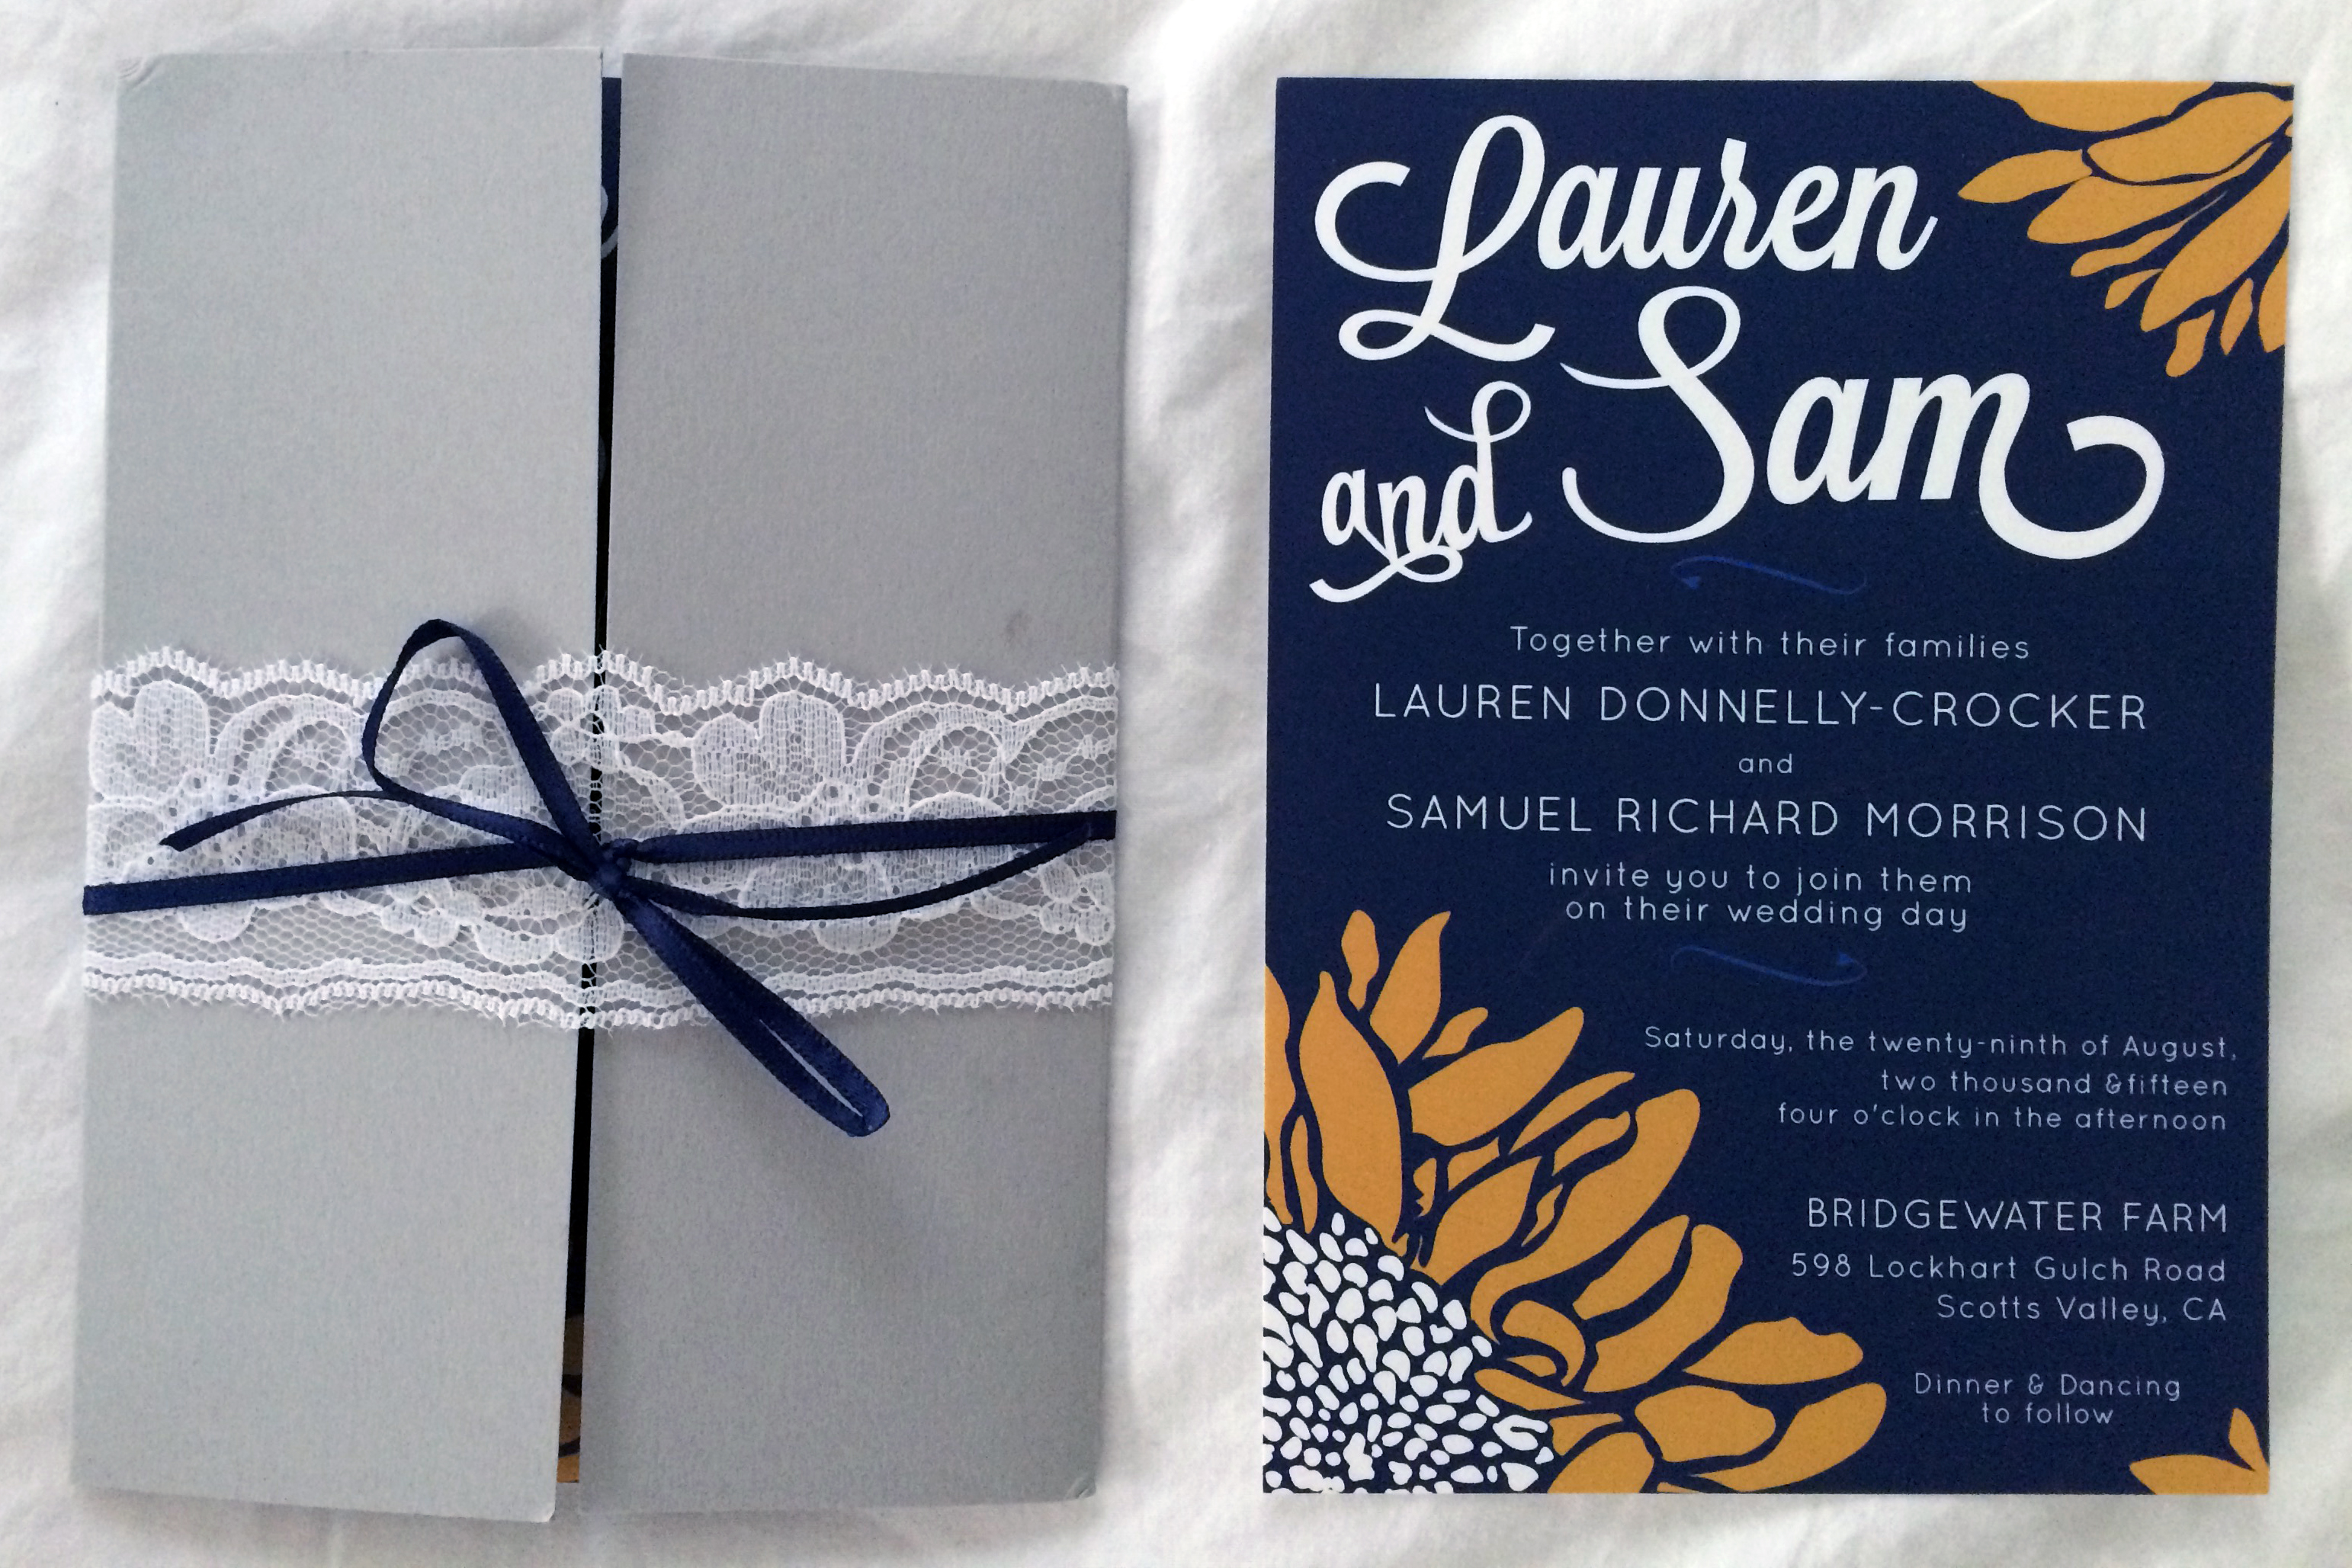 Lauren
and Sam
Together with their families
LAUREN DONNELLY-CROCKER
and
SAMUEL RICHARD MORRISON
invite you to join them
on their wedding day
Saturday, the twenty-ninth of August,
two thousand &fifteen
four o'clock in the afternoon
BRIDGEWATER FARM
598 Lockhart Gulch Road
Scotts Valley, CA
Dinner & Dancing
to follow